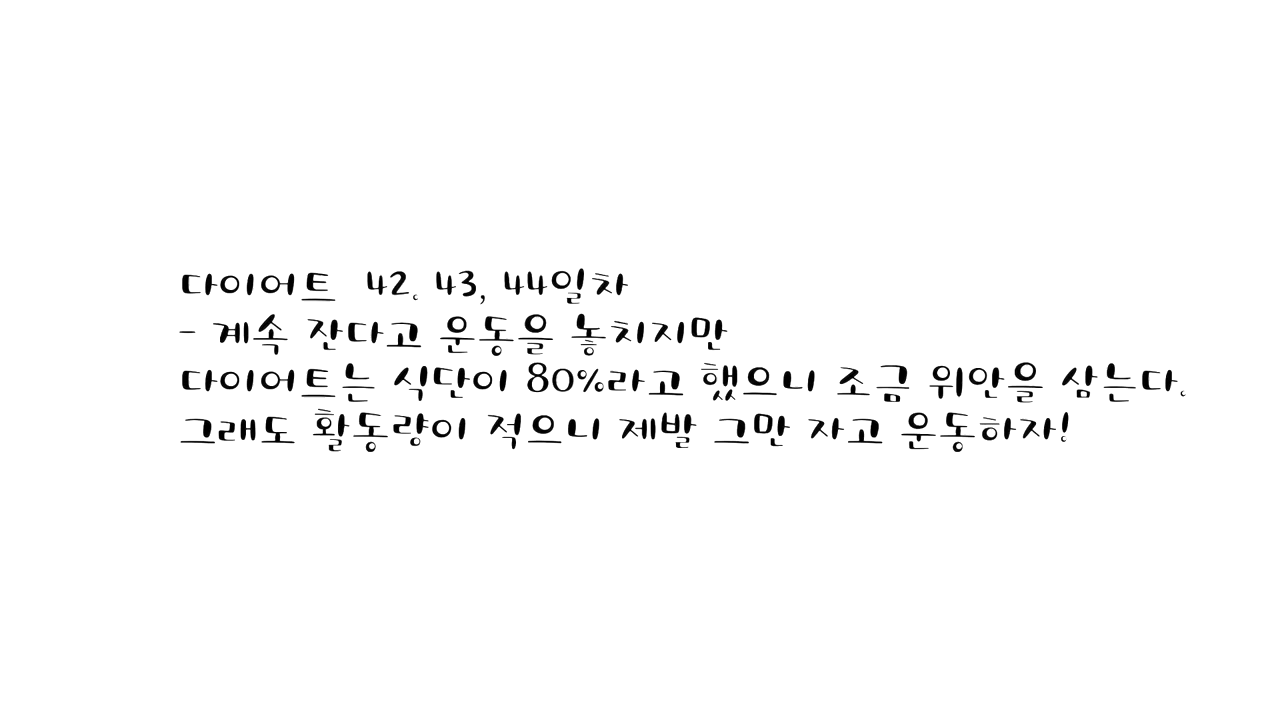 다이어트  42. 43, 44일차
- 계속 잔다고 운동을 놓치지만
다이어트는 식단이 80%라고 했으니 조금 위안을 삼는다.
그래도 활동량이 적으니 제발 그만 자고 운동하자!